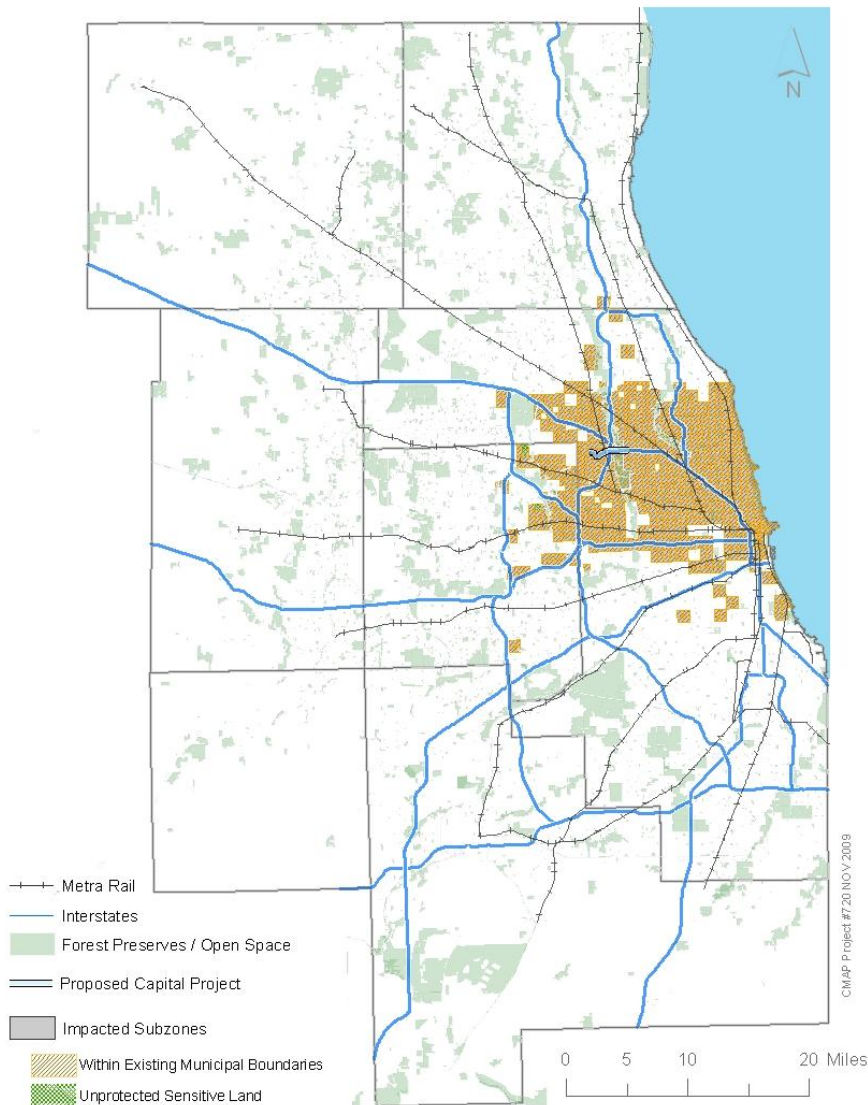 N
Metra Rail
Interstates
Forest Preserves / Open Space
Proposed Capital Project
Impacted Subzones
Within Existing Municipal Boundaries
Unprotected Sensitive Land
0 5 10 20 Miles
CMAP Project #720 NOV 2009